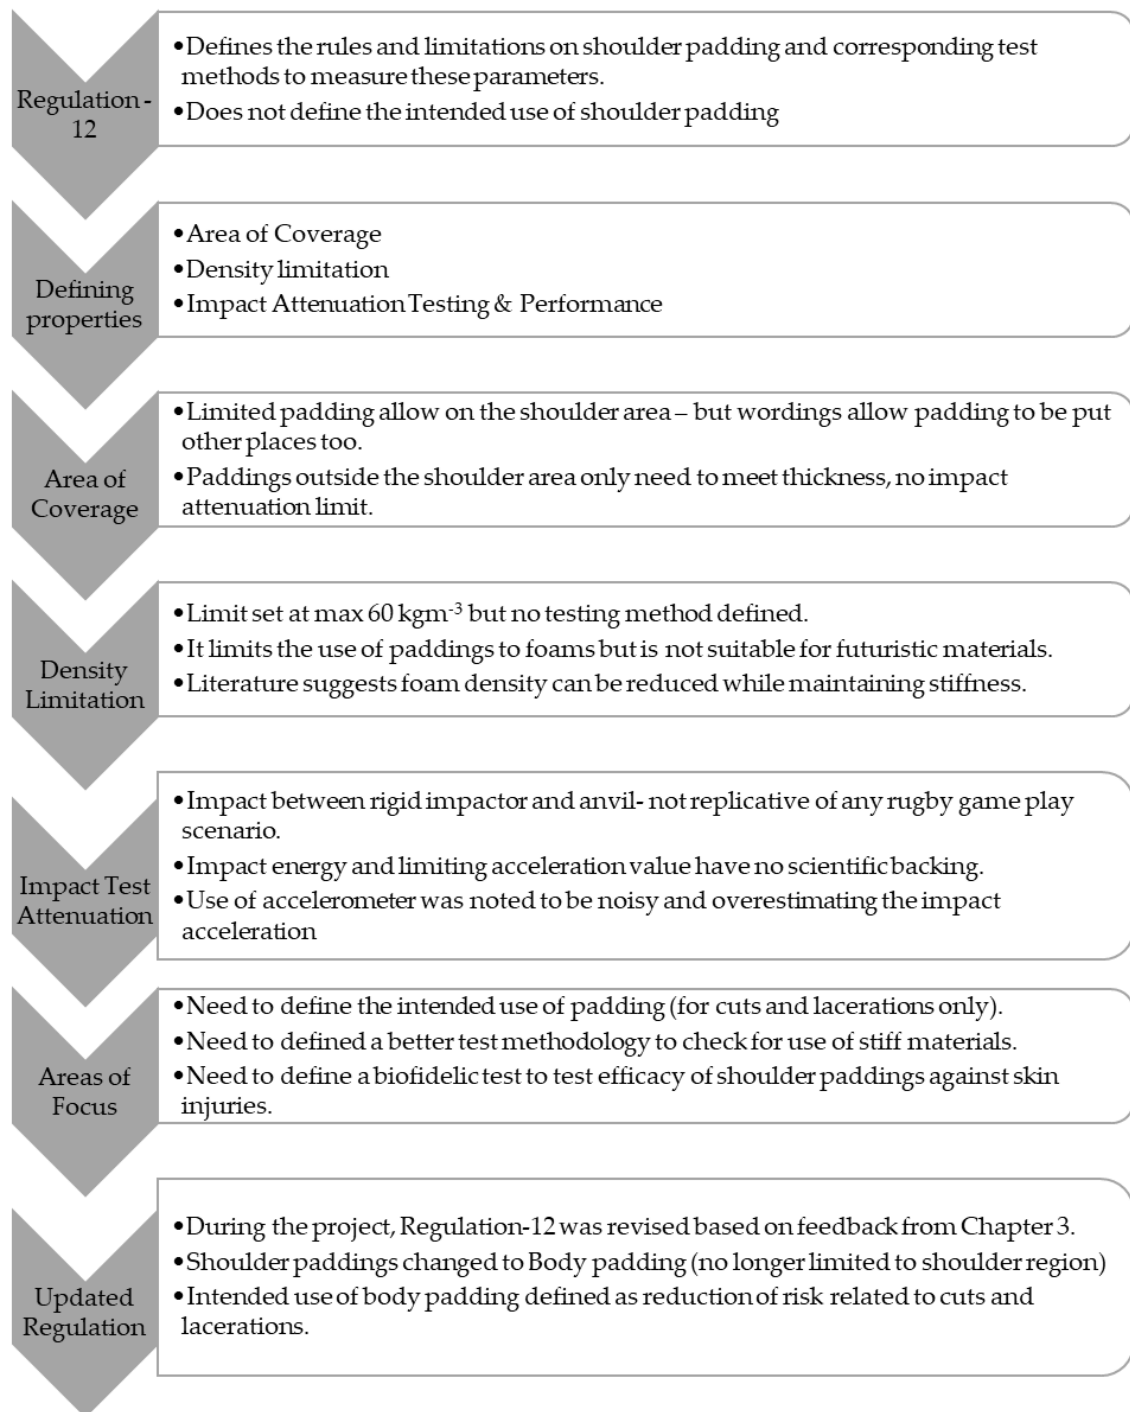 Regulation -
12
•Defines the rules and limitations on shoulder padding and corresponding test
methods to measure these parameters.
•Does not define the intended use of shoulder padding
Defining
properties
•Area of Coverage
•Density limitation
•Impact Attenuation Testing & Performance
Area of
Coverage
•Limited padding allow on the shoulder area – but wordings allow padding to be put
other places too.
•Paddings outside the shoulder area only need to meet thickness, no impact
attenuation limit.
Density
Limitation
•Limit set at max 60 kgm⁻³ but no testing method defined.
•It limits the use of paddings to foams but is not suitable for futuristic materials.
•Literature suggests foam density can be reduced while maintaining stiffness.
Impact Test
Attenuation
•Impact between rigid impactor and anvil- not replicative of any rugby game play
scenario.
•Impact energy and limiting acceleration value have no scientific backing.
•Use of accelerometer was noted to be noisy and overestimating the impact
acceleration
Areas of
Focus
•Need to define the intended use of padding (for cuts and lacerations only).
•Need to defined a better test methodology to check for use of stiff materials.
•Need to define a biofidelic test to test efficacy of shoulder paddings against skin
injuries.
Updated
Regulation
•During the project, Regulation-12 was revised based on feedback from Chapter 3.
•Shoulder paddings changed to Body padding (no longer limited to shoulder region)
•Intended use of body padding defined as reduction of risk related to cuts and
lacerations.